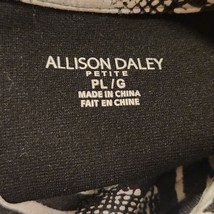 ALLISON DALEY
PETITE
PL/G
MADE IN CHINA
FAIT EN CHINE